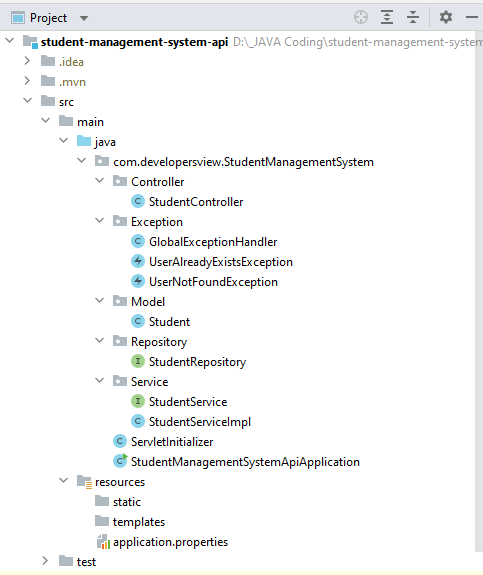 Project
student-management-system-api D:\_JAVA Coding\student-management-system
.idea
.mvn
src
main
java
com.developersview.StudentManagementSystem
Controller
StudentController
Exception
GlobalExceptionHandler
UserAlreadyExistsException
UserNotFoundException
Model
Student
Repository
StudentRepository
Service
StudentService
StudentServiceImpl
ServletInitializer
StudentManagementSystemApiApplication
resources
static
templates
application.properties
test